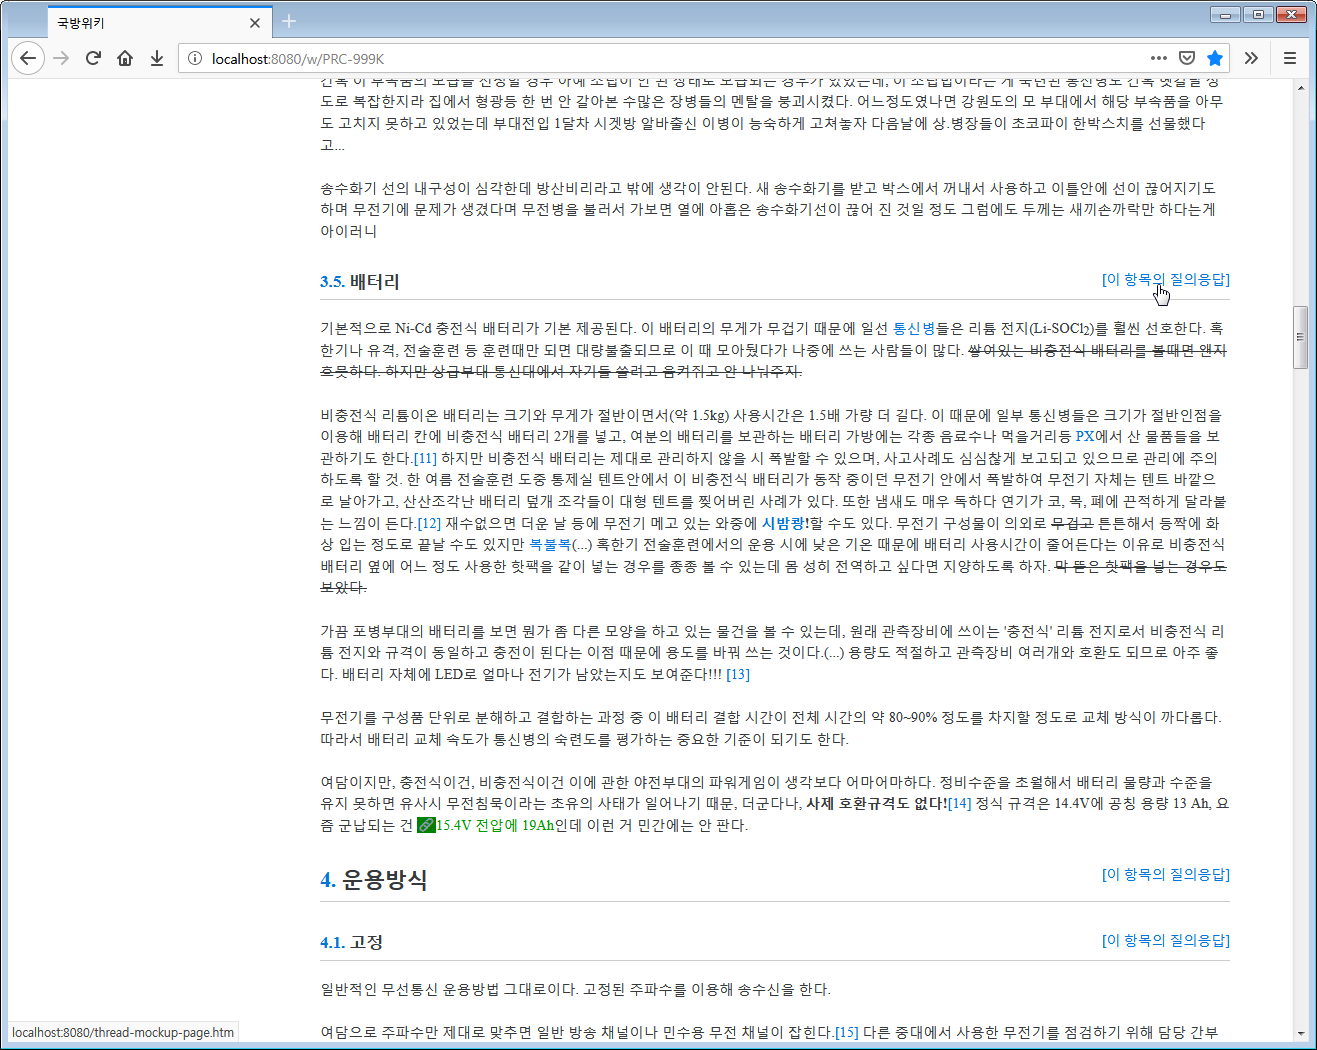 국방위키
localhost:8080/w/PRC-999K
도로 복잡한지라 집에서 형광등 한 번 안 갈아본 수많은 장병들의 멘탈을 붕괴시켰다. 어느정도였나면 강원도의 모 부대에서 해당 부속품을 아무
도 고치지 못하고 있었는데 부대전입 1달차 시곗방 알바출신 이병이 능숙하게 고쳐놓자 다음날에 상.병장들이 초코파이 한박스치를 선물했다
고...
송수화기 선의 내구성이 심각한데 방산비리라고 밖에 생각이 안된다. 새 송수화기를 받고 박스에서 꺼내서 사용하고 이틀안에 선이 끊어지기도
하며 무전기에 문제가 생겼다며 무전병을 불러서 가보면 열에 아홉은 송수화기선이 끊어 진 것일 정도 그럼에도 두께는 새끼손까락만 하다는게
아이러니
3.5. 배터리
[이 항목의 질의응답]
기본적으로 Ni-Cd 충전식 배터리가 기본 제공된다. 이 배터리의 무게가 무겁기 때문에 일선 통신병들은 리튬 전지(Li-SOCl2)를 훨씬 선호한다. 혹
한기나 유격, 전술훈련 등 훈련때만 되면 대량불출되므로 이 때 모아뒀다가 나중에 쓰는 사람들이 많다. 쌓여있는 비충전식 배터리를 볼때면 왠지
흐뭇하다. 하지만 상급부대 통신대에서 자기들 쓸려고 움켜쥐고 안 나눠주지.
비충전식 리튬이온 배터리는 크기와 무게가 절반이면서(약 1.5kg) 사용시간은 1.5배 가량 더 길다. 이 때문에 일부 통신병들은 크기가 절반인점을
이용해 배터리 칸에 비충전식 배터리 2개를 넣고, 여분의 배터리를 보관하는 배터리 가방에는 각종 음료수나 먹을거리등 PX에서 산 물품들을 보
관하기도 한다.[11] 하지만 비충전식 배터리는 제대로 관리하지 않을 시 폭발할 수 있으며, 사고사례도 심심찮게 보고되고 있으므로 관리에 주의
하도록 할 것. 한 여름 전술훈련 도중 통제실 텐트안에서 이 비충전식 배터리가 동작 중이던 무전기 안에서 폭발하여 무전기 자체는 텐트 바깥으
로 날아가고, 산산조각난 배터리 덮개 조각들이 대형 텐트를 찢어버린 사례가 있다. 또한 냄새도 매우 독하다 연기가 코, 목, 폐에 끈적하게 달라붙
는 느낌이 든다.[12] 재수없으면 더운 날 등에 무전기 메고 있는 와중에 시밤쾅!할 수도 있다. 무전기 구성물이 의외로 무겁고 튼튼해서 등짝에 화
상 입는 정도로 끝날 수도 있지만 복불복(...) 혹한기 전술훈련에서의 운용 시에 낮은 기온 때문에 배터리 사용시간이 줄어든다는 이유로 비충전식
배터리 옆에 어느 정도 사용한 핫팩을 같이 넣는 경우를 종종 볼 수 있는데 몸 성히 전역하고 싶다면 지양하도록 하자. 막 뜯은 핫팩을 넣는 경우도
보았다.
가끔 포병부대의 배터리를 보면 뭔가 좀 다른 모양을 하고 있는 물건을 볼 수 있는데, 원래 관측장비에 쓰이는 '충전식' 리튬 전지로서 비충전식 리
튬 전지와 규격이 동일하고 충전이 된다는 이점 때문에 용도를 바꿔 쓰는 것이다.(...) 용량도 적절하고 관측장비 여러개와 호환도 되므로 아주 좋
다. 배터리 자체에 LED로 얼마나 전기가 남았는지도 보여준다!!! [13]
무전기를 구성품 단위로 분해하고 결합하는 과정 중 이 배터리 결합 시간이 전체 시간의 약 80~90% 정도를 차지할 정도로 교체 방식이 까다롭다.
따라서 배터리 교체 속도가 통신병의 숙련도를 평가하는 중요한 기준이 되기도 한다.
여담이지만, 충전식이건, 비충전식이건 이에 관한 야전부대의 파워게임이 생각보다 어마어마하다. 정비수준을 초월해서 배터리 물량과 수준을
유지 못하면 유사시 무전침묵이라는 초유의 사태가 일어나기 때문, 더군다나, 사제 호환규격도 없다![14] 정식 규격은 14.4V에 공칭 용량 13 Ah, 요
즘 군납되는 건 15.4V 전압에 19Ah인데 이런 거 민간에는 안 판다.
4. 운용방식
[이 항목의 질의응답]
4.1. 고정
[이 항목의 질의응답]
일반적인 무선통신 운용방법 그대로이다. 고정된 주파수를 이용해 송수신을 한다.
여담으로 주파수만 제대로 맞추면 일반 방송 채널이나 민수용 무전 채널이 잡힌다.[15] 다른 중대에서 사용한 무전기를 점검하기 위해 담당 간부
localhost:8080/thread-mockup-page.htm